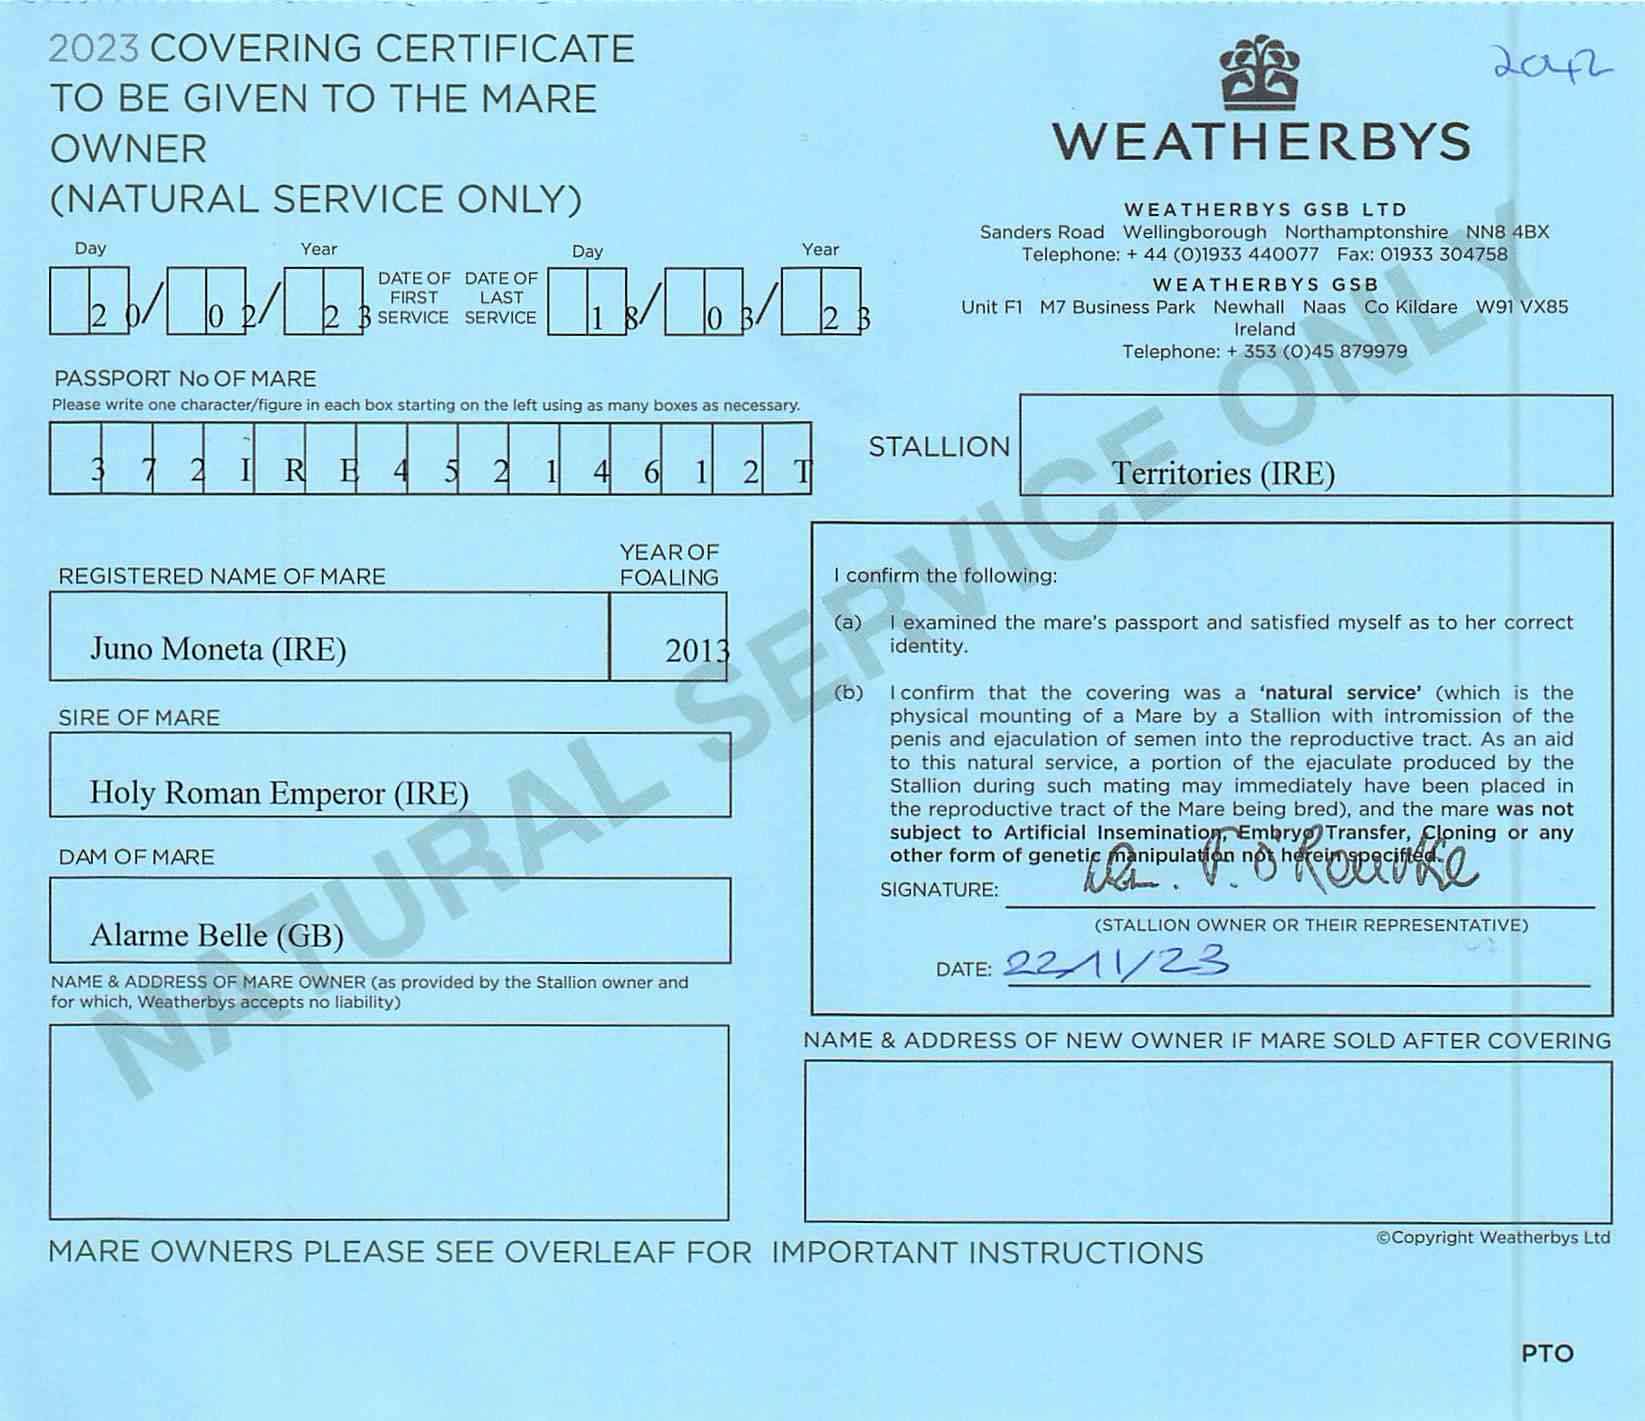 2023 COVERING CERTIFICATE
TO BE GIVEN TO THE MARE
OWNER
(NATURAL SERVICE ONLY)
2042
WEATHERBYS
WEATHERBYS GSB LTD
Sanders Road Wellingborough Northamptonshire NN8 4BX
Telephone: + 44 (0)1933 440077 Fax: 01933 304758
WEATHERBYS GSB
Unit F1 M7 Business Park Newhall Naas Co Kildare W91 VX85
Ireland
Telephone: + 353 (0)45 879979
Day Year
20/02/23
DATE OF
FIRST
SERVICE
DATE OF
LAST
SERVICE
Day Year
18/03/23
PASSPORT No OF MARE
Please write one character/figure in each box starting on the left using as many boxes as necessary.
3 7 2 I R E 4 5 2 1 4 6 1 2 T
STALLION
Territories (IRE)
REGISTERED NAME OF MARE
YEAR OF
FOALING
Juno Moneta (IRE)
2013
SIRE OF MARE
Holy Roman Emperor (IRE)
DAM OF MARE
Alarme Belle (GB)
NAME & ADDRESS OF MARE OWNER (as provided by the Stallion owner and
for which, Weatherbys accepts no liability)
I confirm the following:
(a) I examined the mare's passport and satisfied myself as to her correct
identity.
(b) I confirm that the covering was a 'natural service' (which is the
physical mounting of a Mare by a Stallion with intromission of the
penis and ejaculation of semen into the reproductive tract. As an aid
to this natural service, a portion of the ejaculate produced by the
Stallion during such mating may immediately have been placed in
the reproductive tract of the Mare being bred), and the mare was not
subject to Artificial Insemination, Embryo Transfer, Cloning or any
other form of genetic manipulation not herein specified.
SIGNATURE: F. O'Rourke
(STALLION OWNER OR THEIR REPRESENTATIVE)
DATE: 22/11/23
NAME & ADDRESS OF NEW OWNER IF MARE SOLD AFTER COVERING
©Copyright Weatherbys Ltd
MARE OWNERS PLEASE SEE OVERLEAF FOR IMPORTANT INSTRUCTIONS
PTO
NATURAL SERVICE ONLY